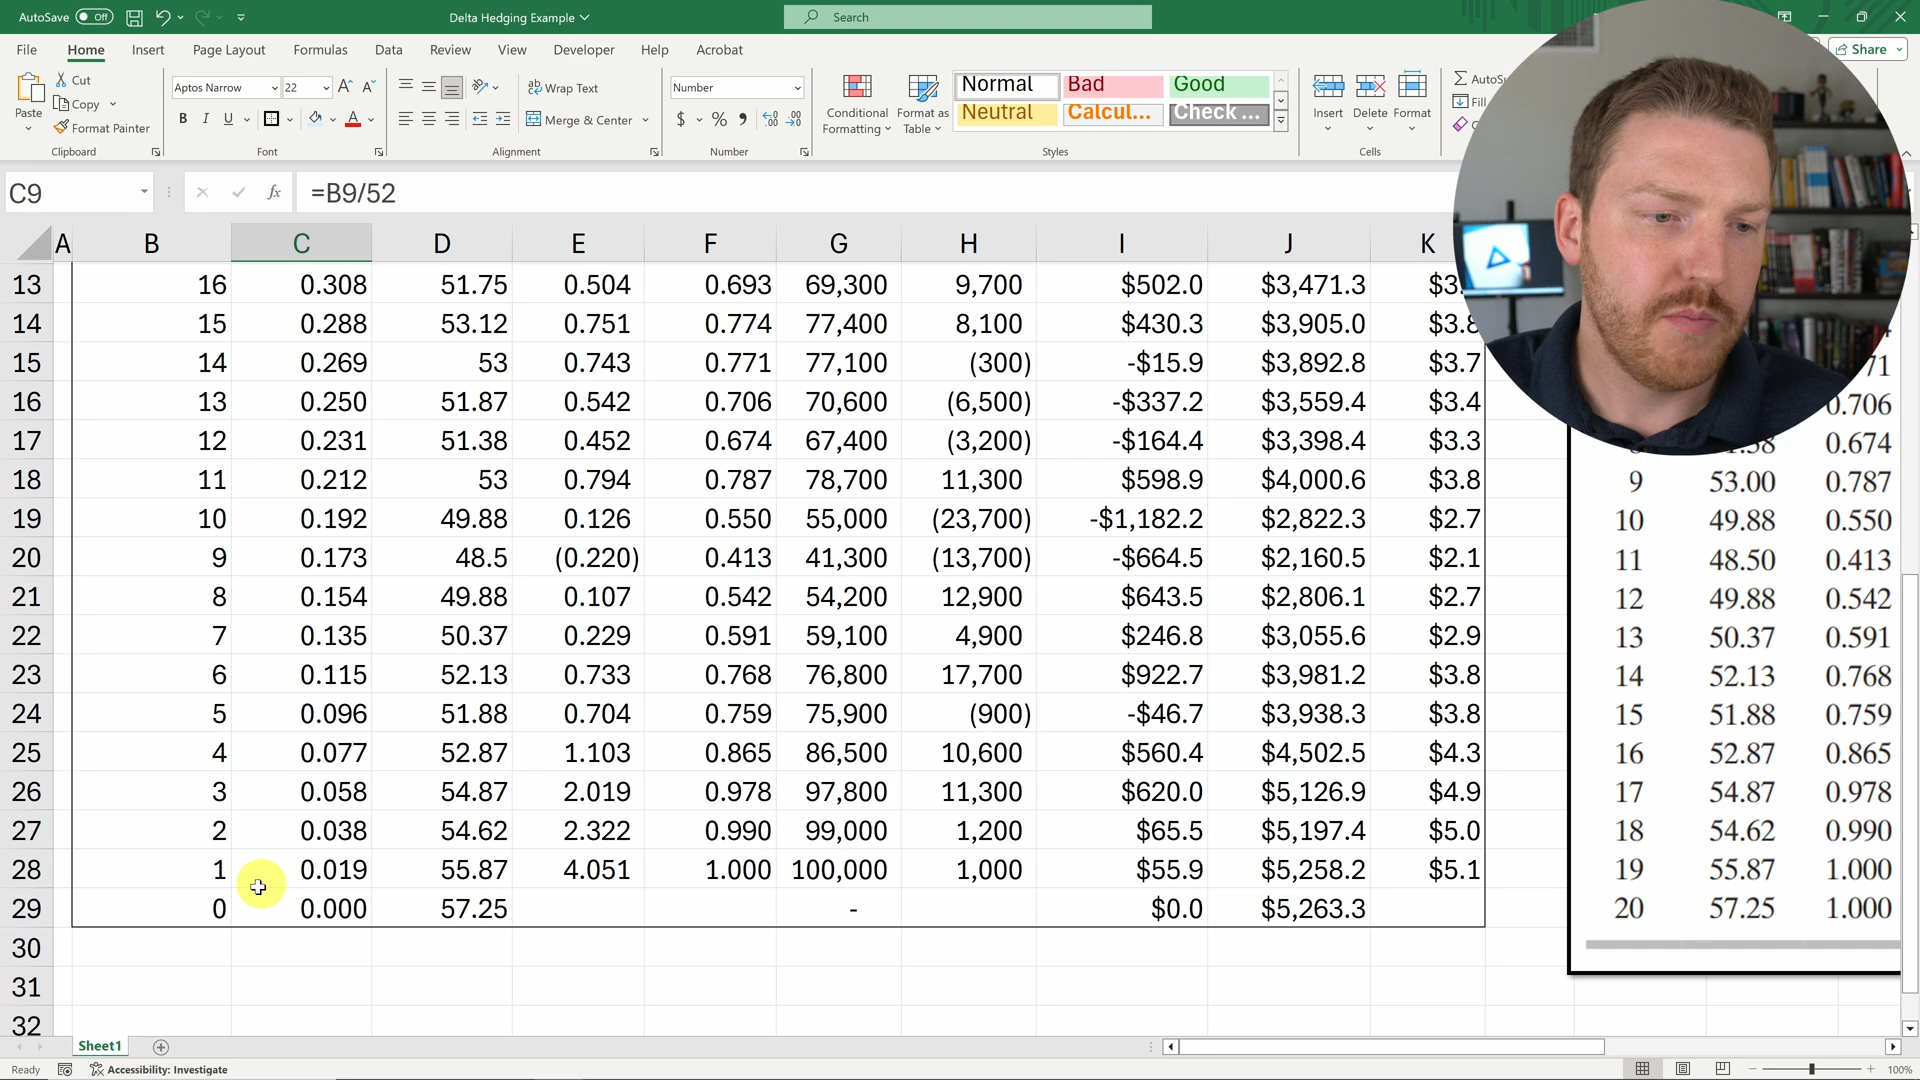 AutoSave Off Delta Hedging Example Search
File Home Insert Page Layout Formulas Data Review View Developer Help Acrobat Share
Paste Cut Copy Format Painter Clipboard
Aptos Narrow 22 Font
Wrap Text Merge & Center Alignment
Number $ % Number
Conditional Formatting Format as Table Normal Bad Good
Neutral Calcul... Check ... Styles
Insert Delete Format Cells
AutoSu
Fill
C9 fx =B9/52
A B C D E F G H I J K
13 16 0.308 51.75 0.504 0.693 69,300 9,700 $502.0 $3,471.3 $3.
14 15 0.288 53.12 0.751 0.774 77,400 8,100 $430.3 $3,905.0 $3.8
15 14 0.269 53 0.743 0.771 77,100 (300) -$15.9 $3,892.8 $3.7 71
16 13 0.250 51.87 0.542 0.706 70,600 (6,500) -$337.2 $3,559.4 $3.4 0.706
17 12 0.231 51.38 0.452 0.674 67,400 (3,200) -$164.4 $3,398.4 $3.3 0.674
18 11 0.212 53 0.794 0.787 78,700 11,300 $598.9 $4,000.6 $3.8 9 53.00 0.787
19 10 0.192 49.88 0.126 0.550 55,000 (23,700) -$1,182.2 $2,822.3 $2.7 10 49.88 0.550
20 9 0.173 48.5 (0.220) 0.413 41,300 (13,700) -$664.5 $2,160.5 $2.1 11 48.50 0.413
21 8 0.154 49.88 0.107 0.542 54,200 12,900 $643.5 $2,806.1 $2.7 12 49.88 0.542
22 7 0.135 50.37 0.229 0.591 59,100 4,900 $246.8 $3,055.6 $2.9 13 50.37 0.591
23 6 0.115 52.13 0.733 0.768 76,800 17,700 $922.7 $3,981.2 $3.8 14 52.13 0.768
24 5 0.096 51.88 0.704 0.759 75,900 (900) -$46.7 $3,938.3 $3.8 15 51.88 0.759
25 4 0.077 52.87 1.103 0.865 86,500 10,600 $560.4 $4,502.5 $4.3 16 52.87 0.865
26 3 0.058 54.87 2.019 0.978 97,800 11,300 $620.0 $5,126.9 $4.9 17 54.87 0.978
27 2 0.038 54.62 2.322 0.990 99,000 1,200 $65.5 $5,197.4 $5.0 18 54.62 0.990
28 1 0.019 55.87 4.051 1.000 100,000 1,000 $55.9 $5,258.2 $5.1 19 55.87 1.000
29 0 0.000 57.25 - $0.0 $5,263.3 20 57.25 1.000
30
31
32
Sheet1
Ready Accessibility: Investigate 100%